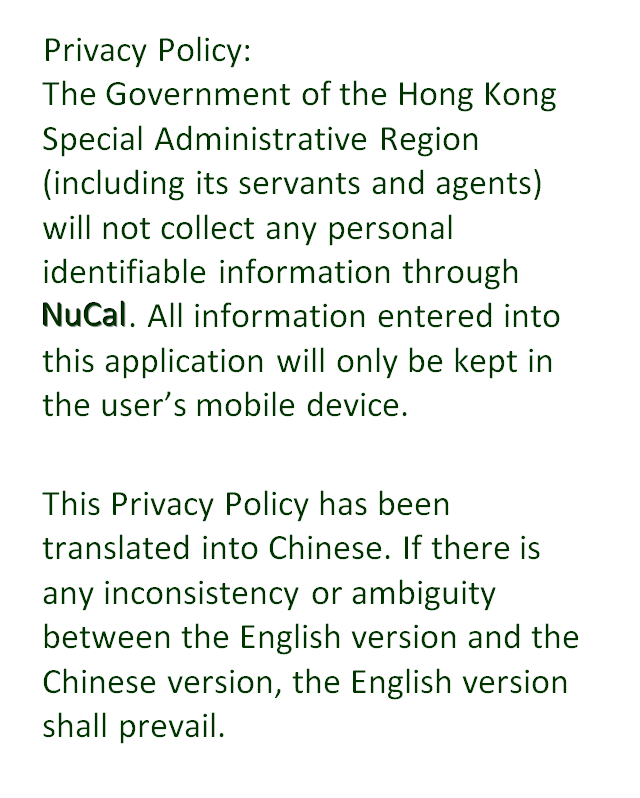 Privacy Policy:
The Government of the Hong Kong
Special Administrative Region
(including its servants and agents)
will not collect any personal
identifiable information through
NuCal. All information entered into
this application will only be kept in
the user’s mobile device.
This Privacy Policy has been
translated into Chinese. If there is
any inconsistency or ambiguity
between the English version and the
Chinese version, the English version
shall prevail.